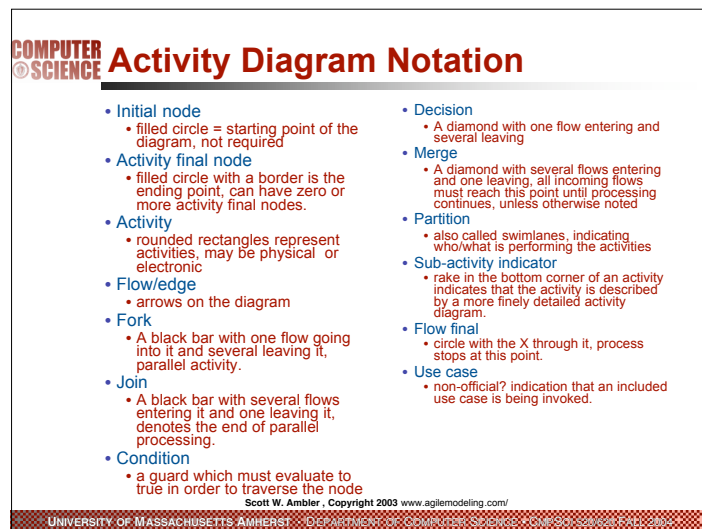 COMPUTER
SCIENCE
Activity Diagram Notation
• Initial node
• filled circle = starting point of the
diagram, not required
• Activity final node
• filled circle with a border is the
ending point, can have zero or
more activity final nodes.
• Activity
• rounded rectangles represent
activities, may be physical or
electronic
• Flow/edge
• arrows on the diagram
• Fork
• A black bar with one flow going
into it and several leaving it,
parallel activity.
• Join
• A black bar with several flows
entering it and one leaving it,
denotes the end of parallel
processing.
• Condition
• a guard which must evaluate to
true in order to traverse the node
• Decision
• A diamond with one flow entering and
several leaving
• Merge
• A diamond with several flows entering
and one leaving, all incoming flows
must reach this point until processing
continues, unless otherwise noted
• Partition
• also called swimlanes, indicating
who/what is performing the activities
• Sub-activity indicator
• rake in the bottom corner of an activity
indicates that the activity is described
by a more finely detailed activity
diagram.
• Flow final
• circle with the X through it, process
stops at this point.
• Use case
• non-official? indication that an included
use case is being invoked.
Scott W. Ambler , Copyright 2003 www.agilemodeling.com/
UNIVERSITY OF MASSACHUSETTS AMHERST • DEPARTMENT OF COMPUTER SCIENCE • CMPSCI 520/620 FALL 2004